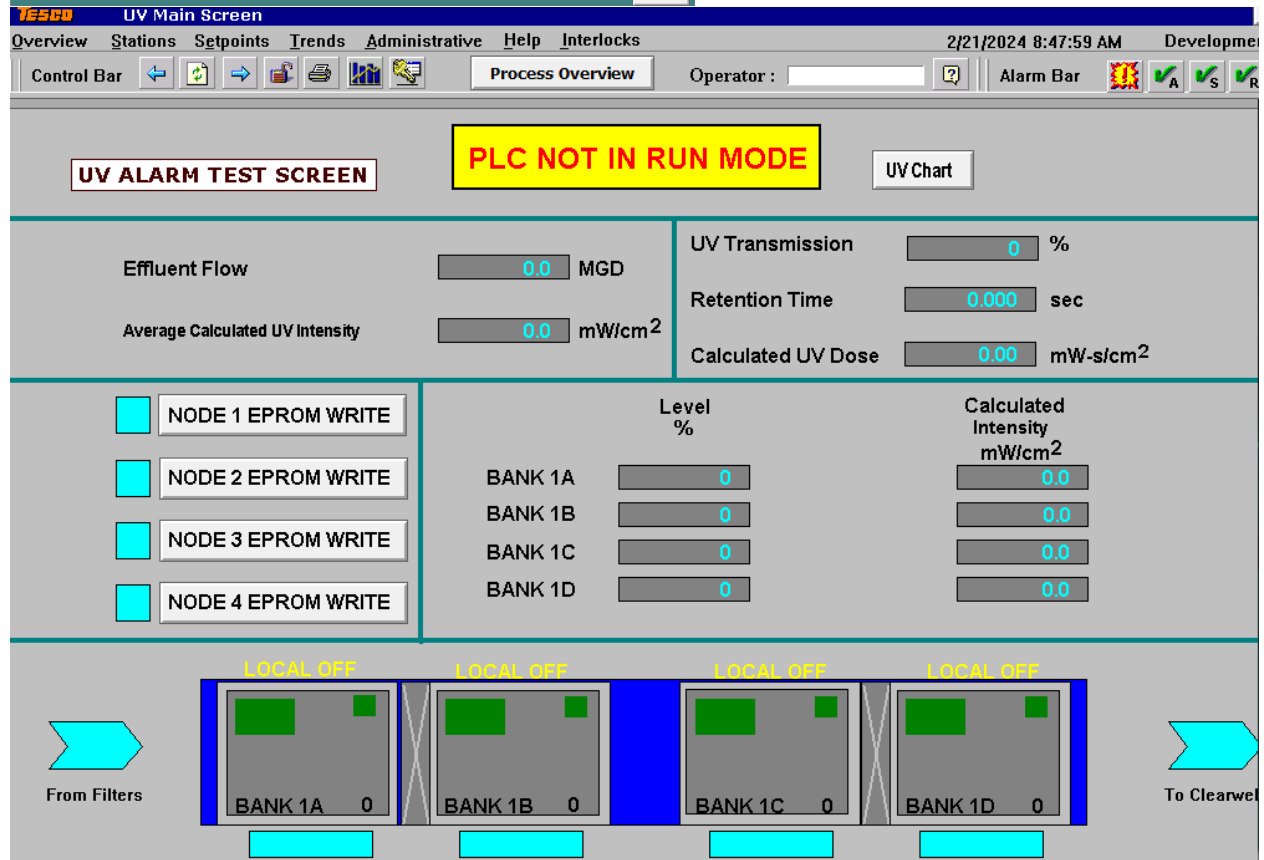 TESCO UV Main Screen
Overview Stations Setpoints Trends Administrative Help Interlocks 2/21/2024 8:47:59 AM Developmen
Control Bar Process Overview Operator : Alarm Bar A S R
PLC NOT IN RUN MODE
UV ALARM TEST SCREEN
UV Chart
Effluent Flow 0.0 MGD
Average Calculated UV Intensity 0.0 mW/cm2
UV Transmission 0 %
Retention Time 0.000 sec
Calculated UV Dose 0.00 mW-s/cm2
NODE 1 EPROM WRITE
NODE 2 EPROM WRITE
NODE 3 EPROM WRITE
NODE 4 EPROM WRITE
Level Calculated
% Intensity
mW/cm2
BANK 1A 0 0.0
BANK 1B 0 0.0
BANK 1C 0 0.0
BANK 1D 0 0.0
LOCAL OFF LOCAL OFF LOCAL OFF LOCAL OFF
From Filters
BANK 1A 0 BANK 1B 0 BANK 1C 0 BANK 1D 0
To Clearwel